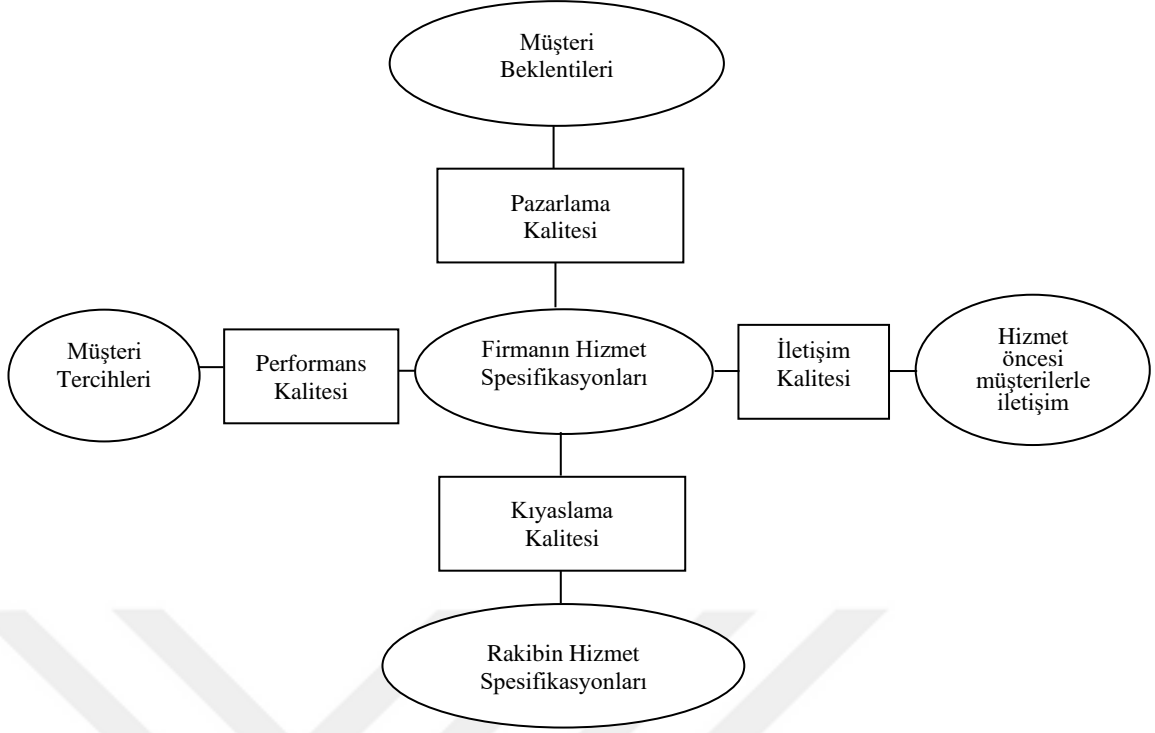 Müşteri
Beklentileri
Pazarlama
Kalitesi
Müşteri
Tercihleri
Performans
Kalitesi
Firmanın Hizmet
Spesifikasyonları
İletişim
Kalitesi
Hizmet
öncesi
müşterilerle
iletişim
Kıyaslama
Kalitesi
Rakibin Hizmet
Spesifikasyonları